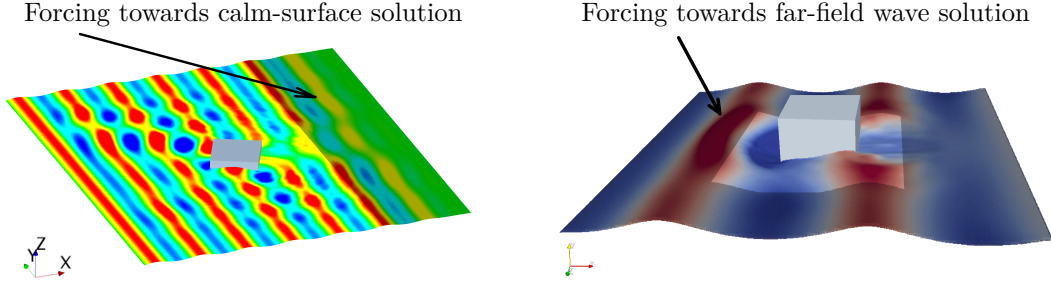 Forcing towards calm-surface solution
Forcing towards far-field wave solution
Z
Y
X